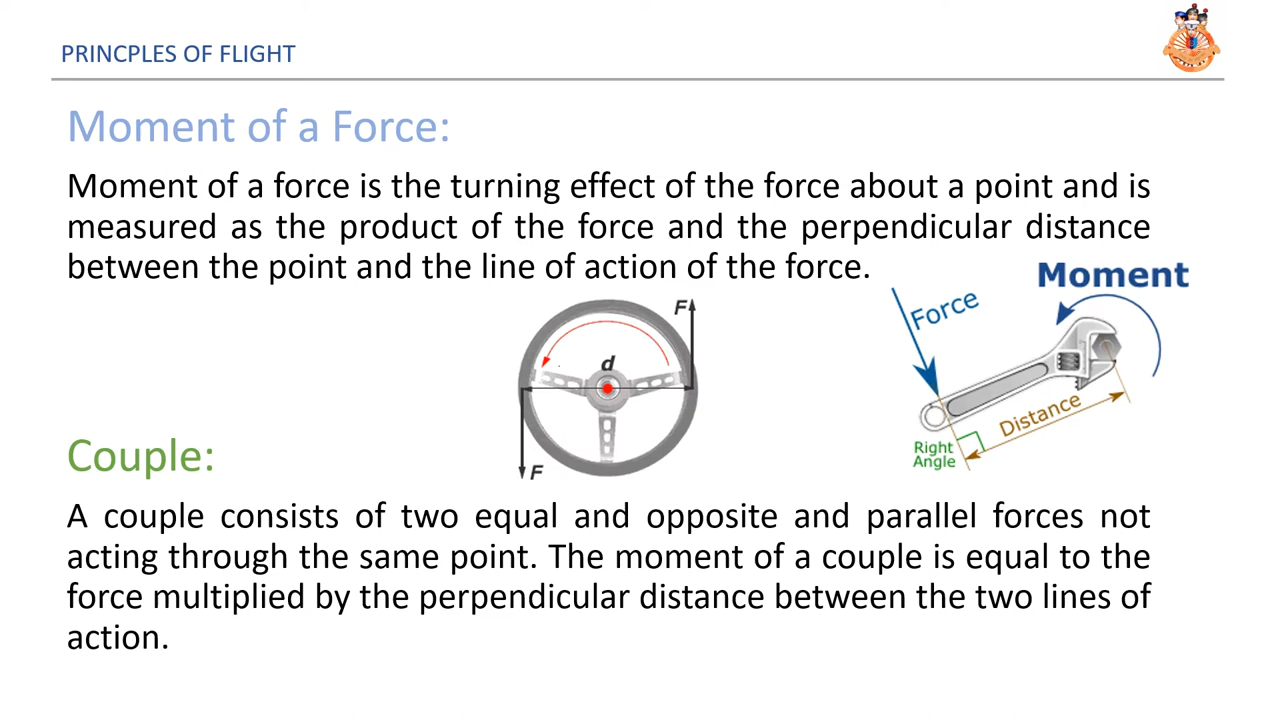 PRINCPLES OF FLIGHT
Moment of a Force:
Moment of a force is the turning effect of the force about a point and is
measured as the product of the force and the perpendicular distance
between the point and the line of action of the force.
Moment
Force
F
d
Distance
Right
Angle
F
Couple:
A couple consists of two equal and opposite and parallel forces not
acting through the same point. The moment of a couple is equal to the
force multiplied by the perpendicular distance between the two lines of
action.